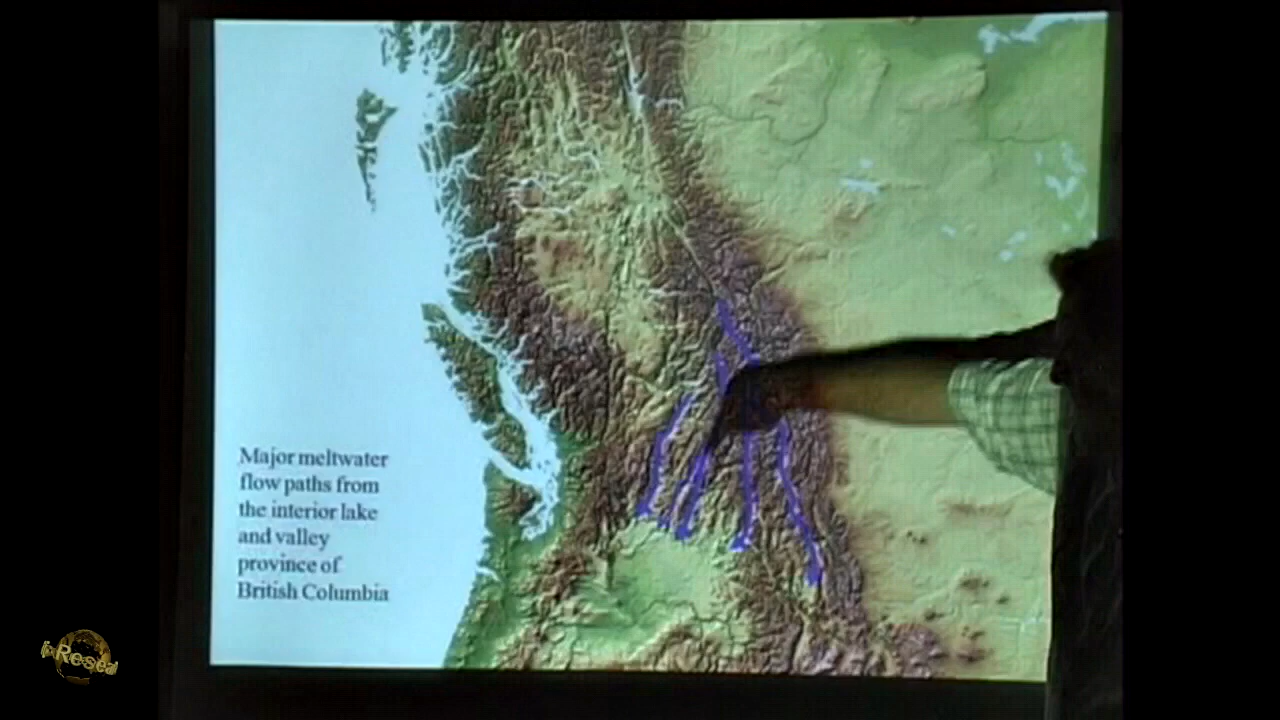 Major meltwater
flow paths from
the interior lake
and valley
province of
British Columbia